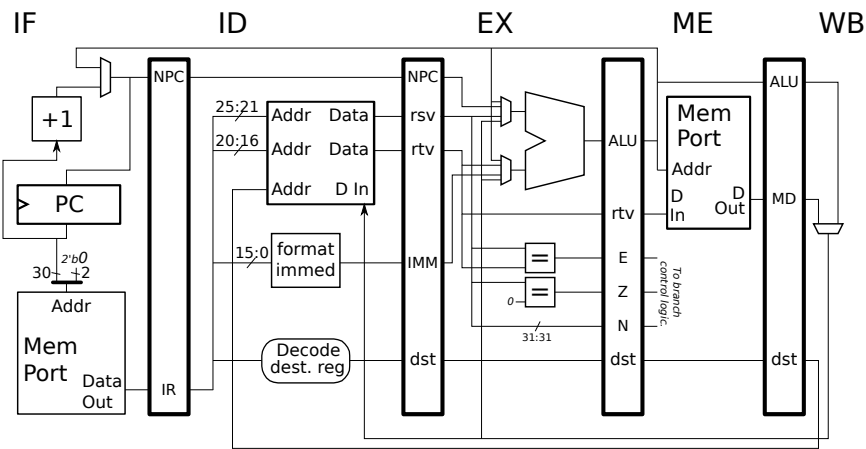 IF ID EX ME WB
NPC NPC ALU
+1
25:21 Addr Data rsv
20:16 Addr Data rtv
Addr D In
Mem
Port
ALU
Addr
PC
D
In
D
Out
MD
rtv
2'b0
30 2
15:0 format
immed
IMM
E
Z
N
To branch
control logic.
=
=
0
31:31
Addr
Mem
Port
Data
Out
IR
Decode
dest. reg
dst dst dst